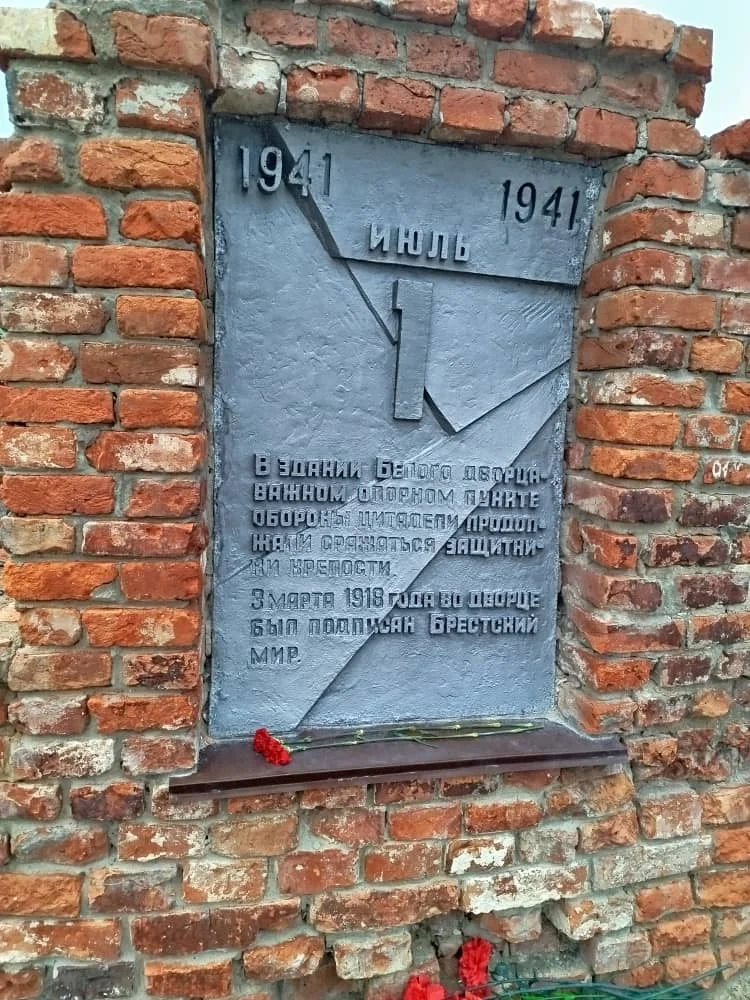 1941 1941
ИЮЛЬ
1
В ЗДАНИИ БЕЛОГО ДВОРЦА-
ВАЖНОМ ОПОРНОМ ПУНКТЕ
ОБОРОНЫ ЦИТАДЕЛИ ПРОДОЛ-
ЖАЛИ СРАЖАТЬСЯ ЗАЩИТНИ-
КИ КРЕПОСТИ.
3 МАРТА 1918 ГОДА ВО ДВОРЦЕ
БЫЛ ПОДПИСАН БРЕСТСКИЙ
МИР.